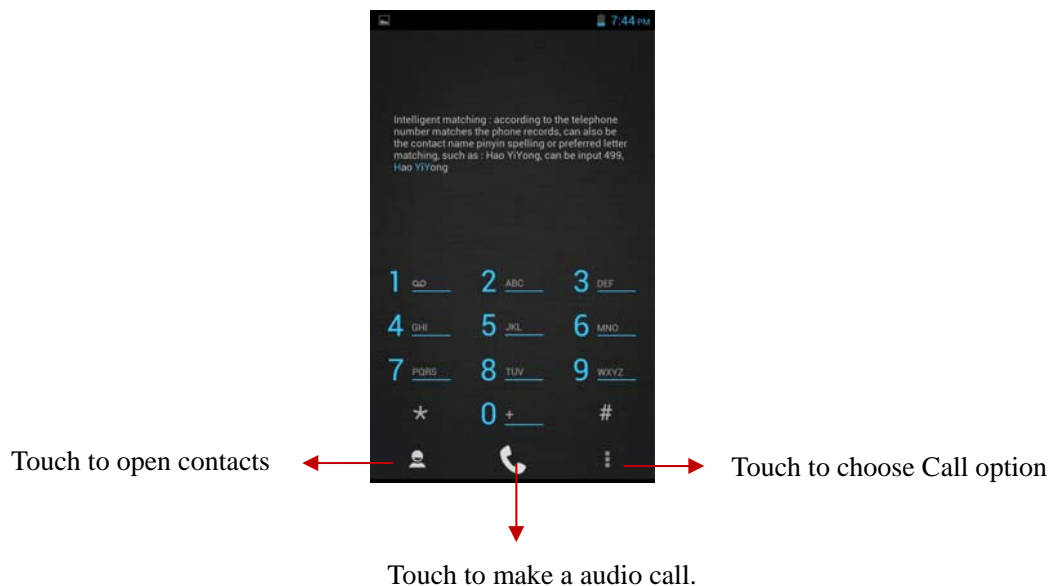 7:44 PM
Intelligent matching : according to the telephone
number matches the phone records, can also be
the contact name pinyin spelling or preferred letter
matching, such as : Hao YiYong, can be input 499,
Hao YiYong
1 2 ABC 3 DEF
4 GHI 5 JKL 6 MNO
7 PQRS 8 TUV 9 WXYZ
* 0 + #
Touch to open contacts
Touch to choose Call option
Touch to make a audio call.